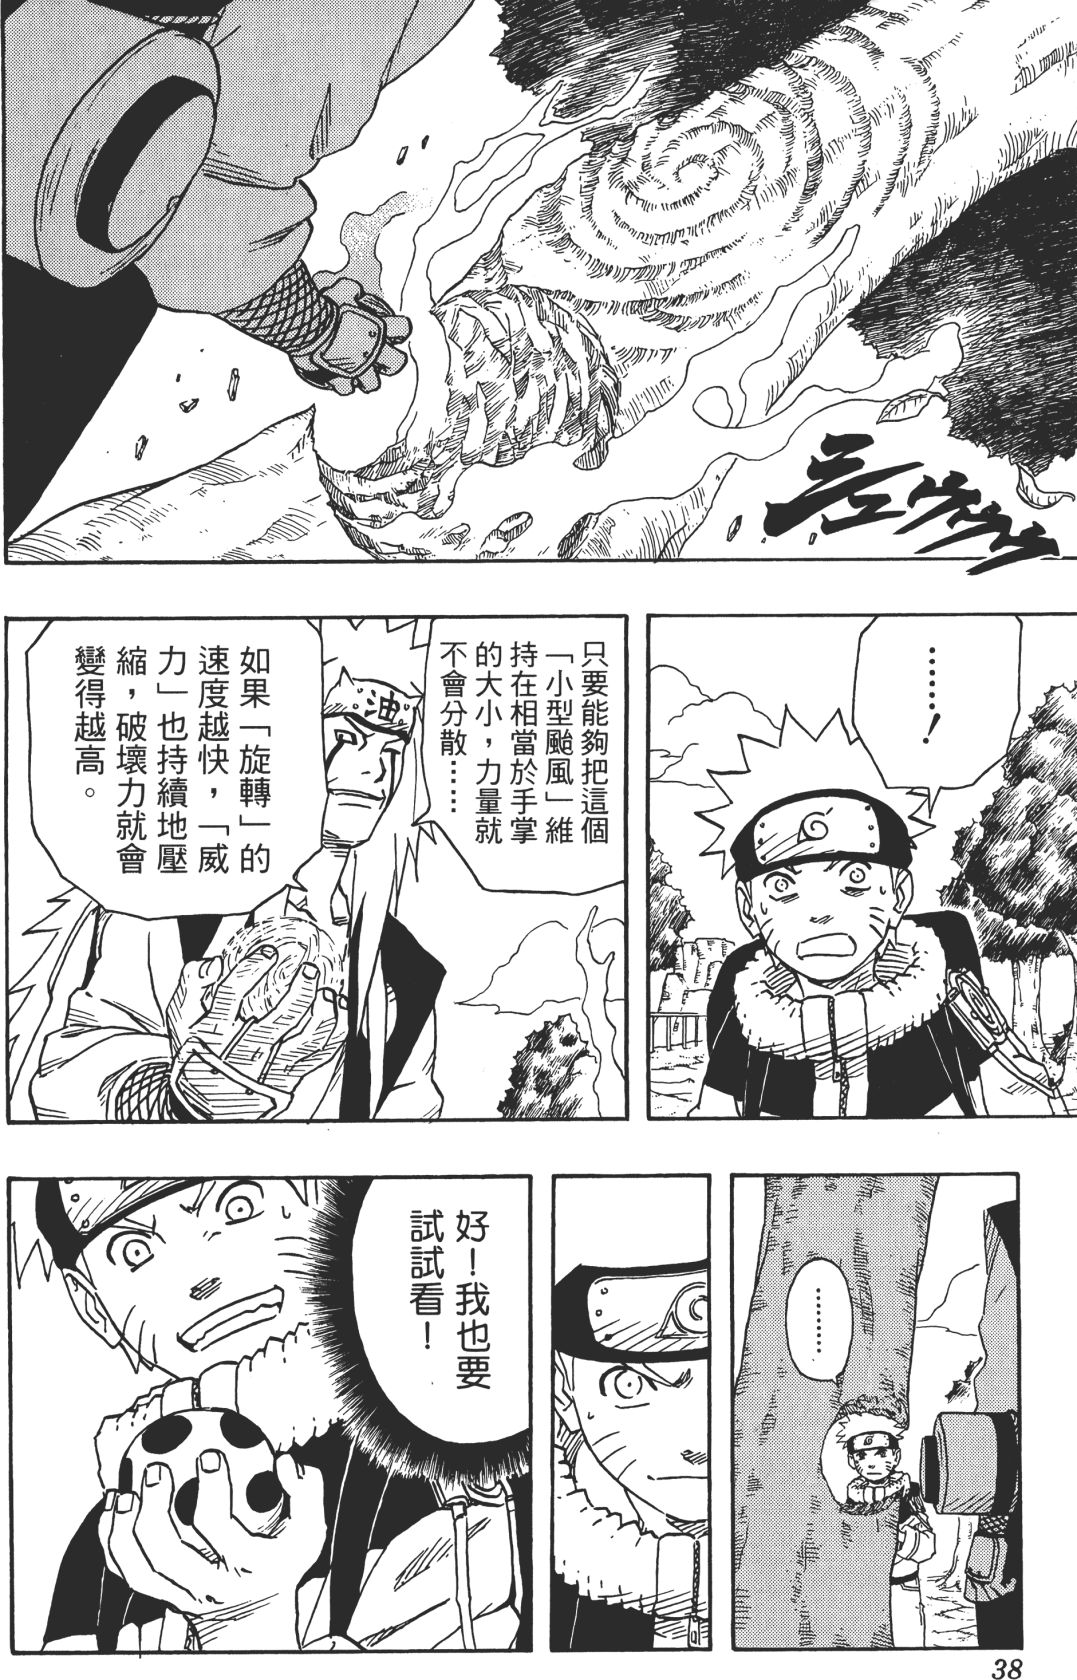 ……！
只要能夠把這個
「小型颱風」維
持在相當於手掌
的大小，力量就
不會分散……
油
如果「旋轉」的
速度越快，「威
力」也持續地壓
縮，破壞力就會
變得越高。
………
好！我也要
試試看！
38